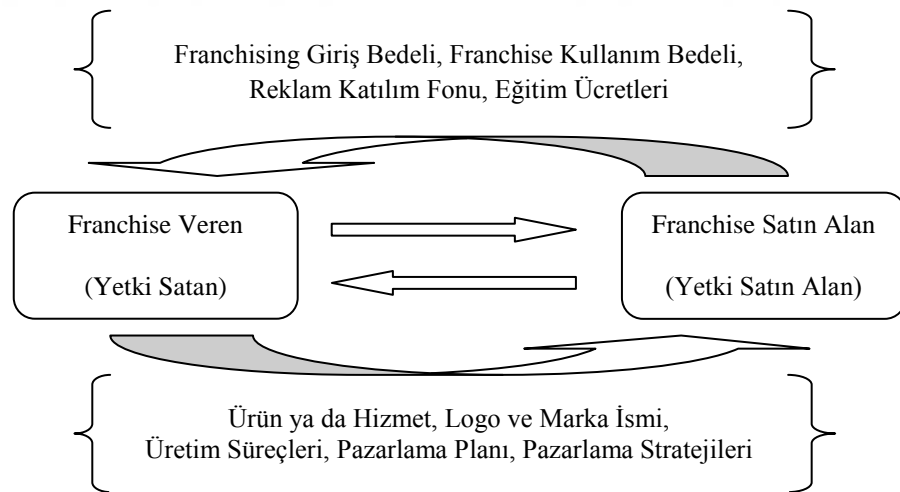 Franchising Giriş Bedeli, Franchise Kullanım Bedeli,
Reklam Katılım Fonu, Eğitim Ücretleri
Franchise Veren
(Yetki Satan)
Franchise Satın Alan
(Yetki Satın Alan)
Ürün ya da Hizmet, Logo ve Marka İsmi,
Üretim Süreçleri, Pazarlama Planı, Pazarlama Stratejileri